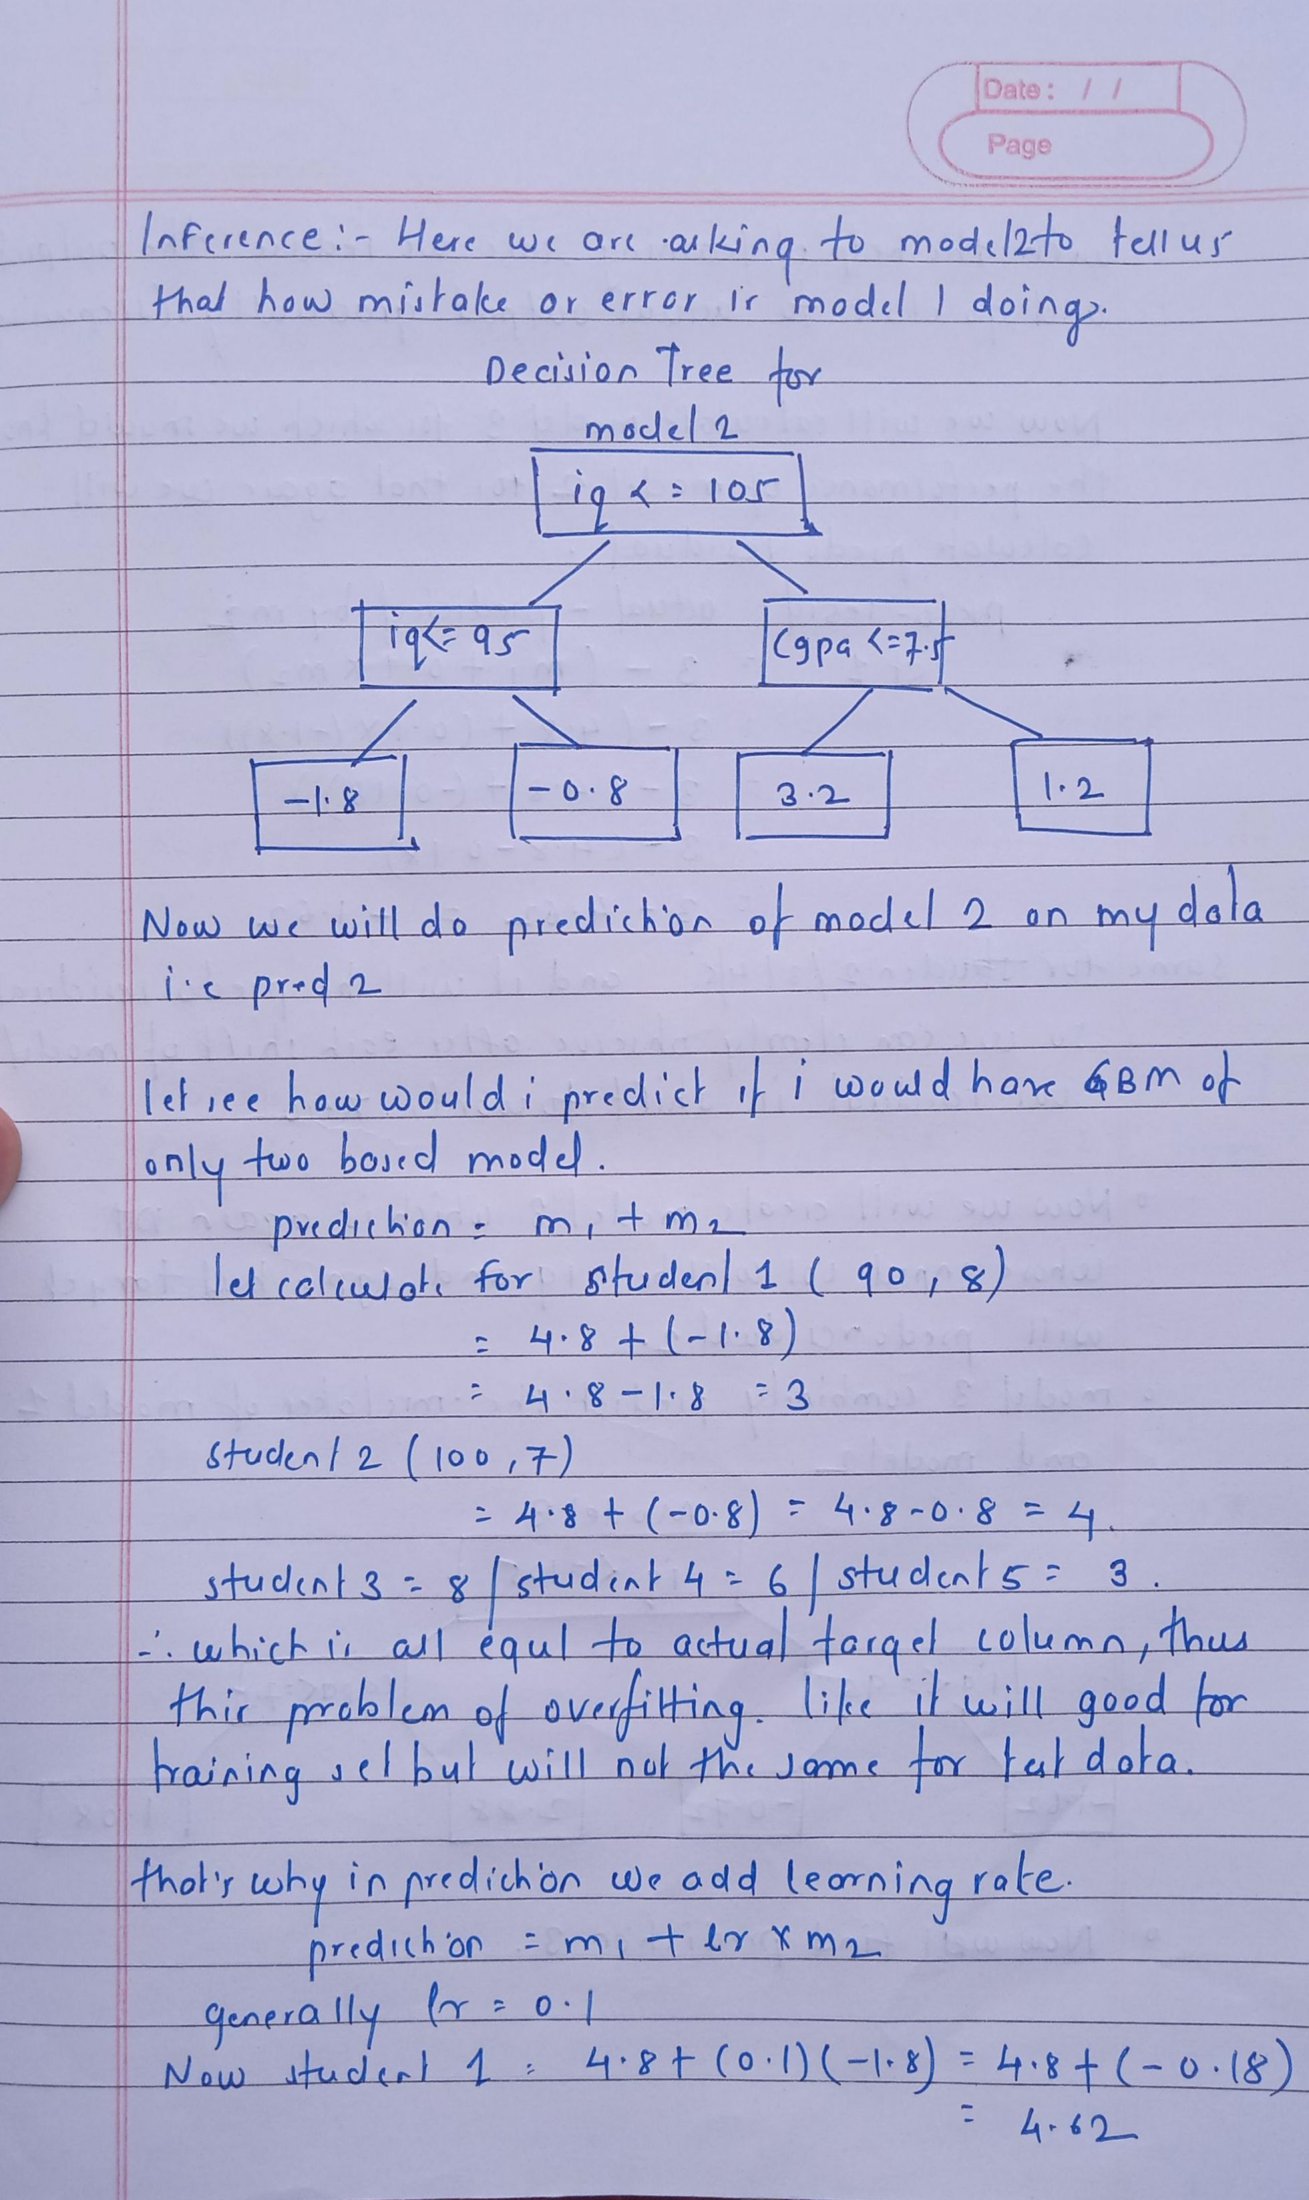 Date: / /
Page
Inference :- Here we are asking to model2 to tell us
that how mistake or error is model 1 doing.
Decision Tree for
model 2
iq <= 105
iq<= 95
cgpa <=7.5
-1.8
-0.8
3.2
1.2
Now we will do prediction of model 2 on my data
i.e pred 2
let see how would i predict if i would have GBM of
only two based model.
prediction = m1 + m2
let calculate for student 1 ( 90, 8)
= 4.8 + (-1.8)
= 4.8 -1.8 = 3
student 2 (100,7)
= 4.8 + (-0.8) = 4.8-0.8 = 4.
student 3 = 8 / student 4 = 6 / student 5 = 3.
∴ which is all equl to actual target column, thus
this problem of overfitting. like it will good for
training set but will not the same for test data.
that's why in prediction we add learning rate.
prediction = m1 + lr x m2
generally lr = 0.1
Now student 1 = 4.8 + (0.1) (-1.8) = 4.8 + (-0.18)
= 4.62